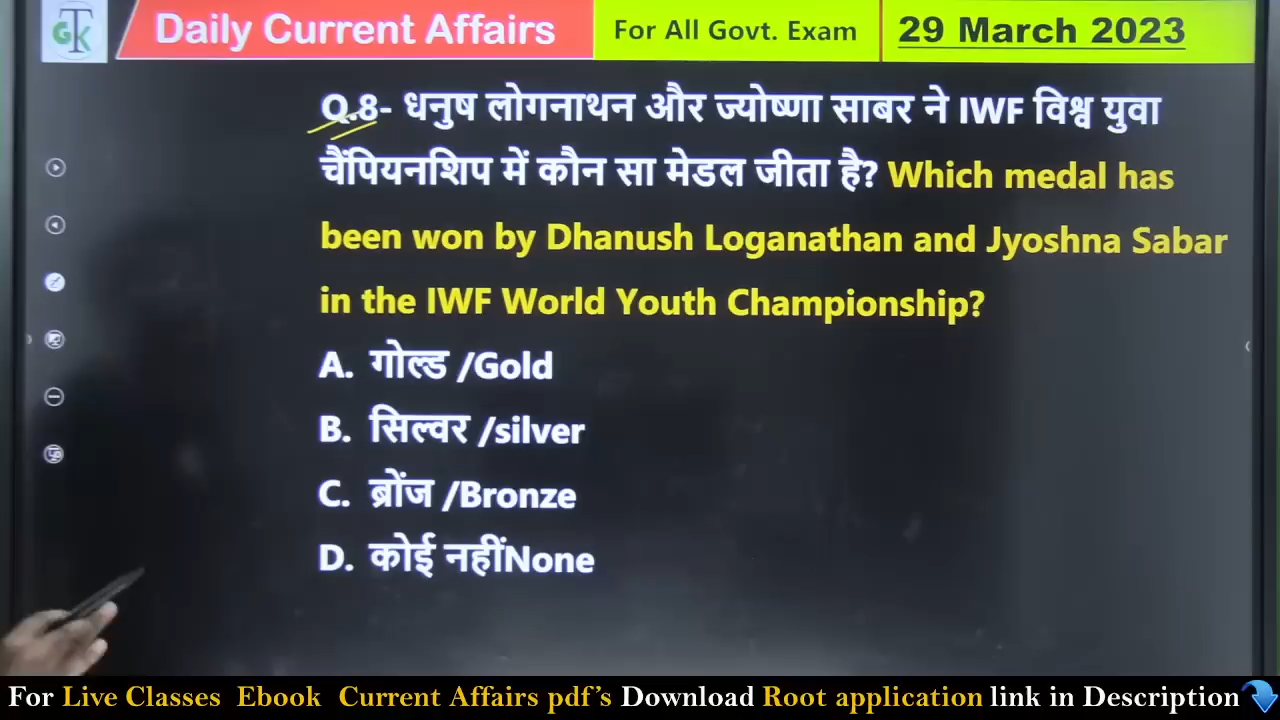 GTK
Daily Current Affairs
For All Govt. Exam
29 March 2023
Q.8- धनुष लोगनाथन और ज्योष्णा साबर ने IWF विश्व युवा
चैंपियनशिप में कौन सा मेडल जीता है? Which medal has
been won by Dhanush Loganathan and Jyoshna Sabar
in the IWF World Youth Championship?
A. गोल्ड /Gold
B. सिल्वर /silver
C. ब्रोंज /Bronze
D. कोई नहींNone
For Live Classes Ebook Current Affairs pdf's Download Root application link in Description